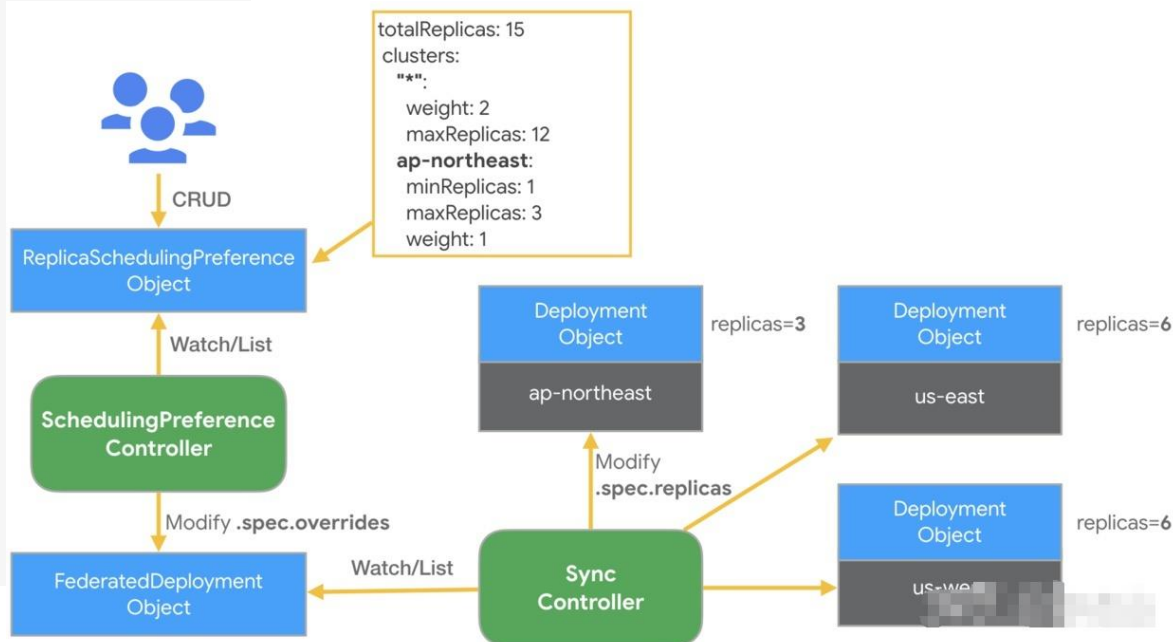 totalReplicas: 15
clusters:
"*":
weight: 2
maxReplicas: 12
ap-northeast:
minReplicas: 1
maxReplicas: 3
weight: 1
CRUD
ReplicaSchedulingPreference
Object
Watch/List
SchedulingPreference
Controller
Modify .spec.overrides
FederatedDeployment
Object
Watch/List
Sync
Controller
Modify
.spec.replicas
Deployment
Object
replicas=3
ap-northeast
Deployment
Object
replicas=6
us-east
Deployment
Object
replicas=6